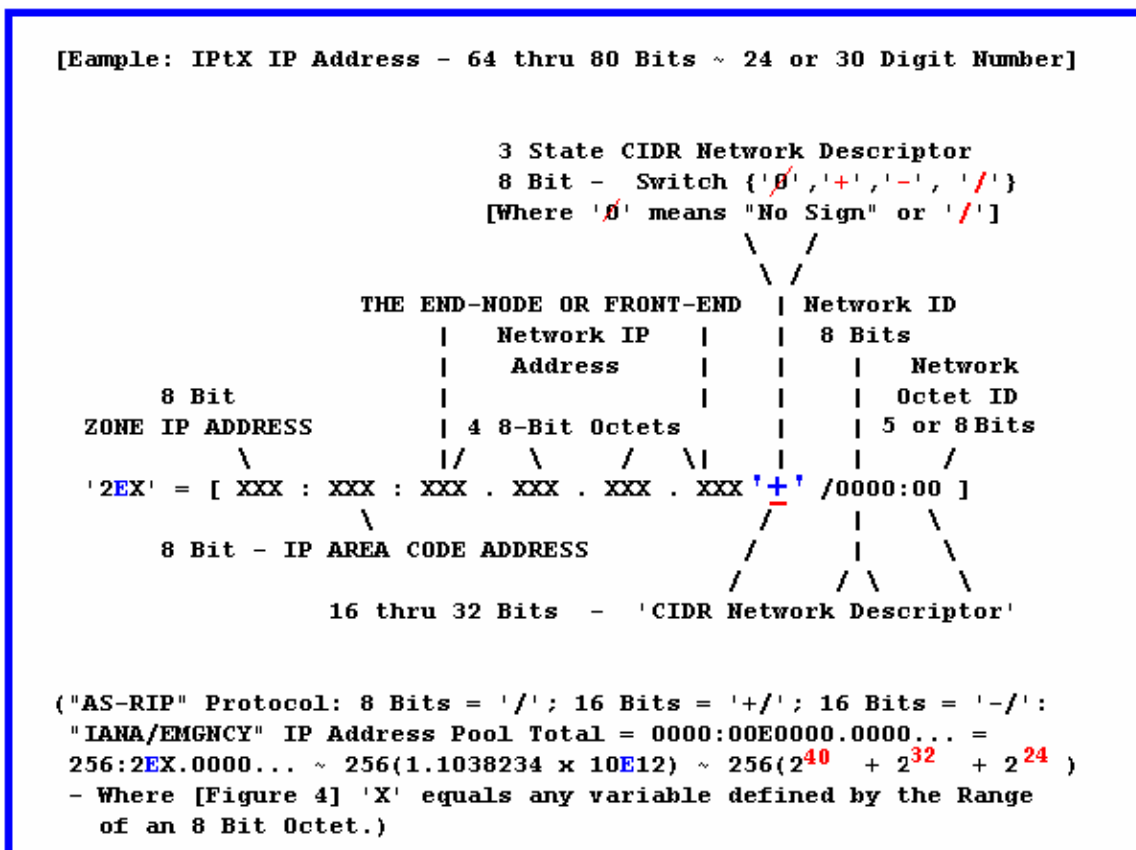 [Eample: IPtX IP Address - 64 thru 80 Bits ~ 24 or 30 Digit Number]
3 State CIDR Network Descriptor
8 Bit - Switch {'0','+','-', '/'}
[Where '0' means "No Sign" or '/']
THE END-NODE OR FRONT-END | Network ID
| Network IP | | 8 Bits
| Address | | | Network
8 Bit | | | | Octet ID
ZONE IP ADDRESS | 4 8-Bit Octets | | | 5 or 8 Bits
\ |/ \ / \| | | /
'2EX' = [ XXX : XXX : XXX . XXX . XXX . XXX '+' /0000:00 ]
8 Bit - IP AREA CODE ADDRESS
16 thru 32 Bits - 'CIDR Network Descriptor'
("AS-RIP" Protocol: 8 Bits = '/'; 16 Bits = '+/'; 16 Bits = '-/':
"IANA/EMGNCY" IP Address Pool Total = 0000:00E0000.0000... =
256:2EX.0000... ~ 256(1.1038234 x 10E12) ~ 256(2^40 + 2^32 + 2^24 )
- Where [Figure 4] 'X' equals any variable defined by the Range
of an 8 Bit Octet.)